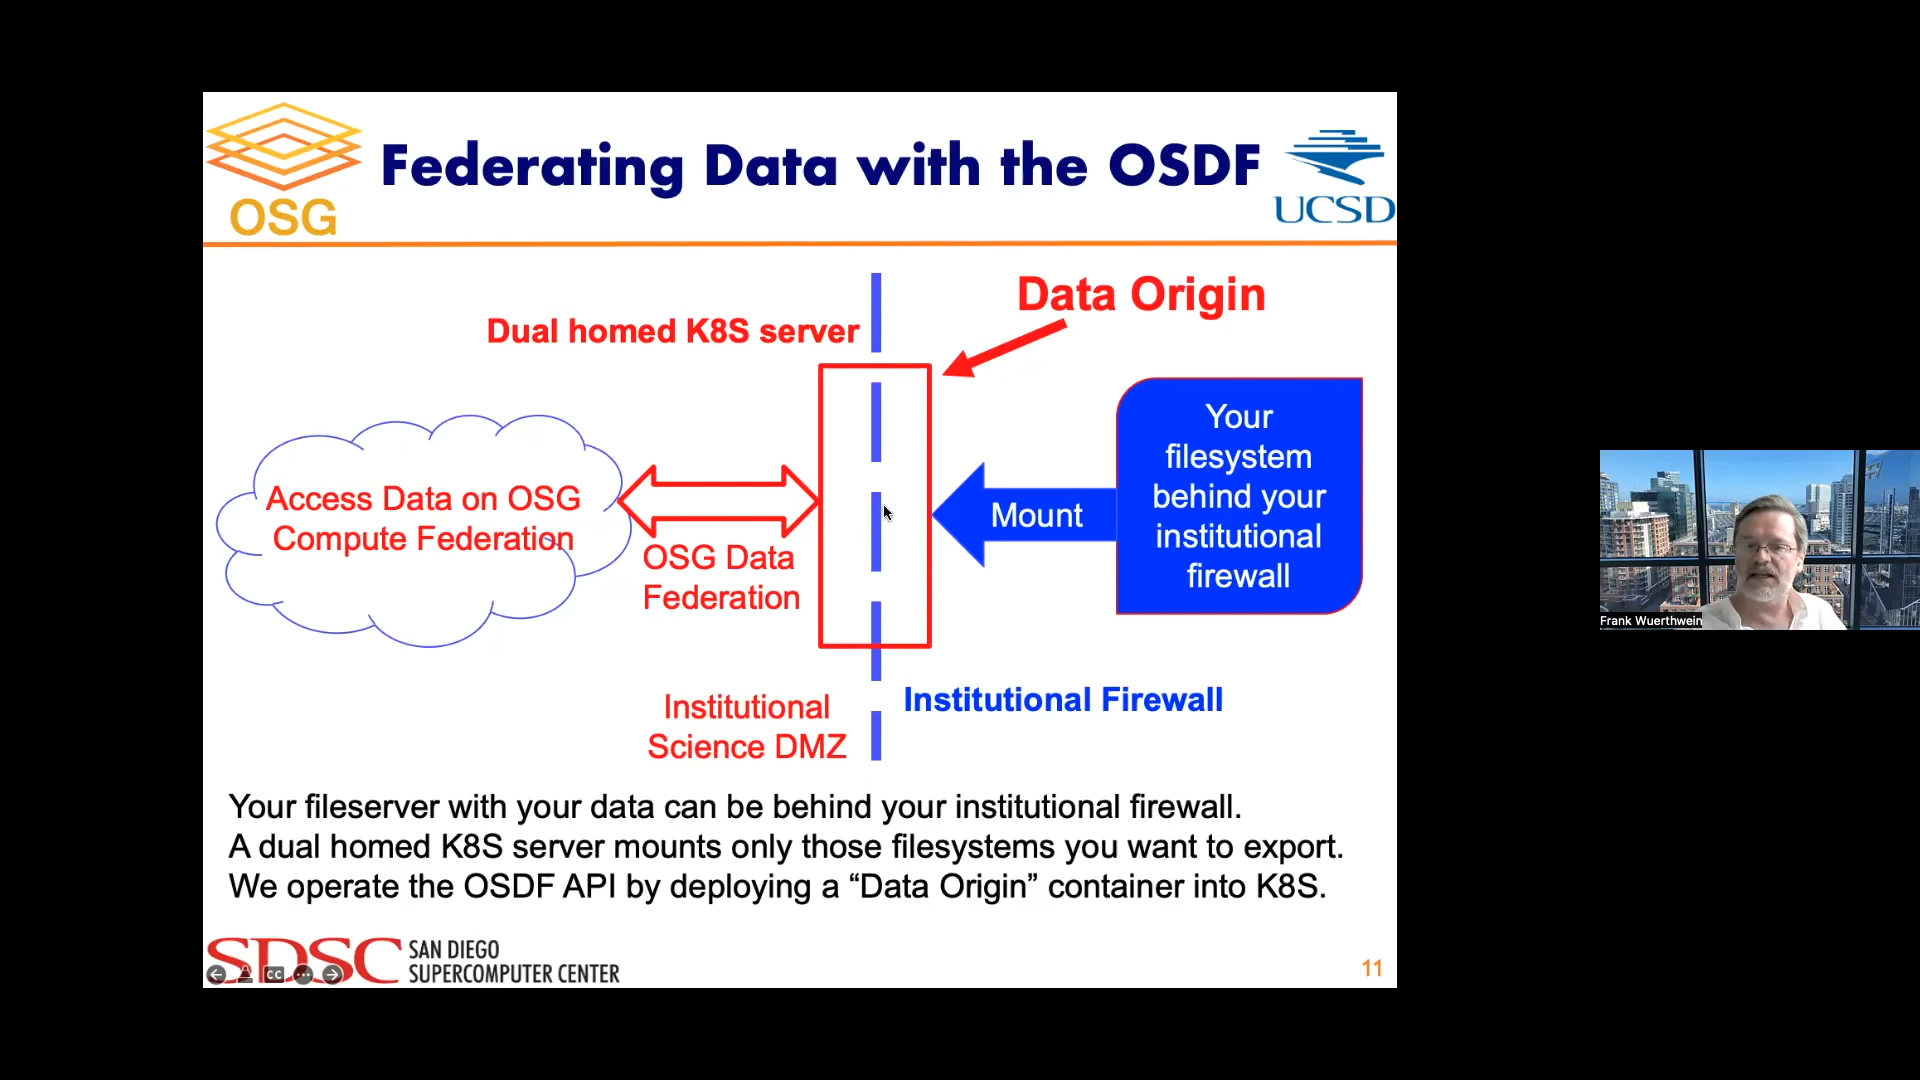 OSG
Federating Data with the OSDF
UCSD
Data Origin
Dual homed K8S server
Access Data on OSG
Compute Federation
OSG Data
Federation
Mount
Your
filesystem
behind your
institutional
firewall
Institutional
Science DMZ
Institutional Firewall
Your fileserver with your data can be behind your institutional firewall.
A dual homed K8S server mounts only those filesystems you want to export.
We operate the OSDF API by deploying a “Data Origin” container into K8S.
SDSC
SAN DIEGO
SUPERCOMPUTER CENTER
CC
11
Frank Wuerthwein